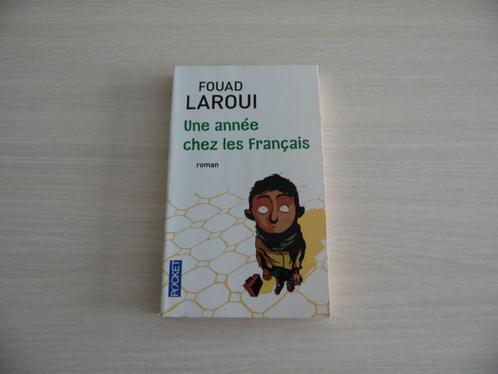 FOUAD
LAROUI
Une année
chez les Français
roman
POCKET